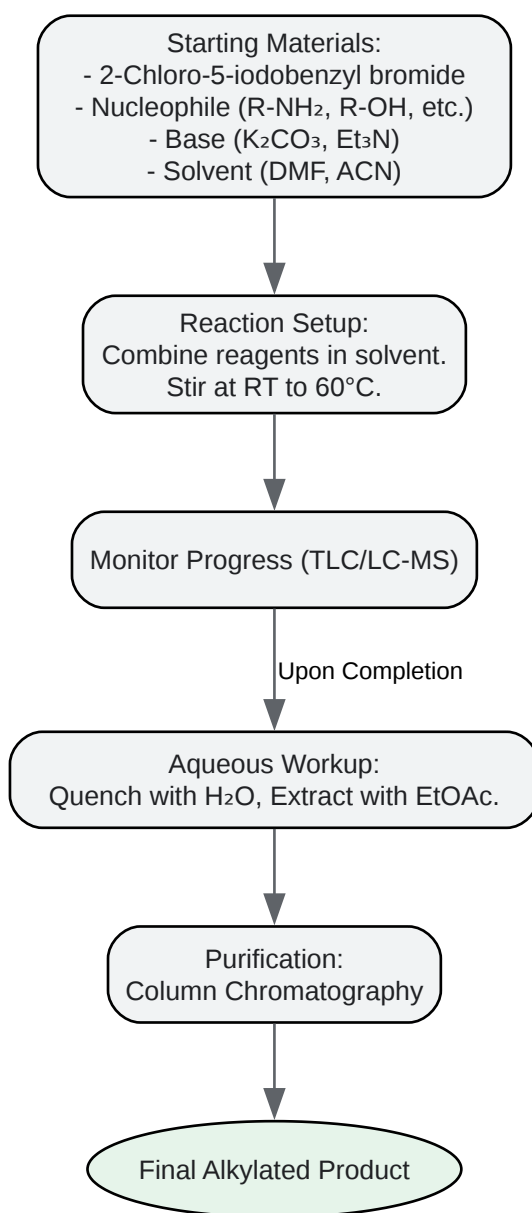 Starting Materials:
- 2-Chloro-5-iodobenzyl bromide
- Nucleophile (R-NH₂, R-OH, etc.)
- Base (K₂CO₃, Et₃N)
- Solvent (DMF, ACN)
Reaction Setup:
Combine reagents in solvent.
Stir at RT to 60°C.
Monitor Progress (TLC/LC-MS)
Upon Completion
Aqueous Workup:
Quench with H₂O, Extract with EtOAc.
Purification:
Column Chromatography
Final Alkylated Product